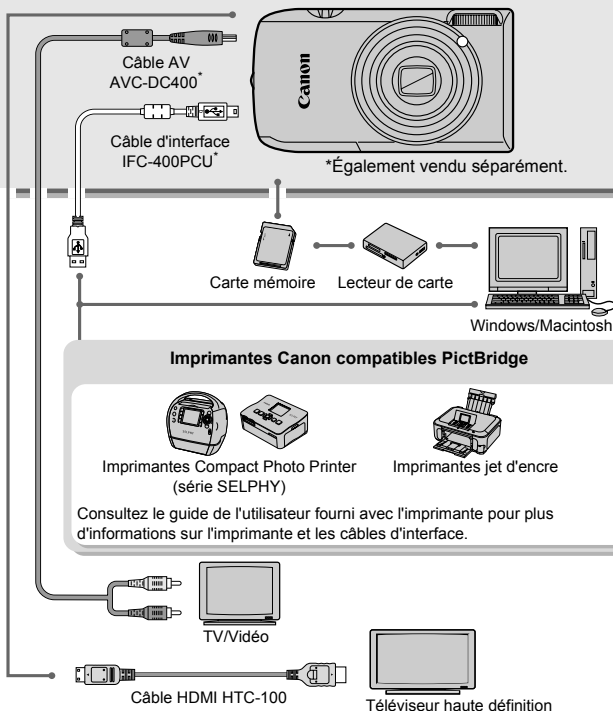 Câble AV
AVC-DC400*
Canon
Câble d'interface
IFC-400PCU*
*Également vendu séparément.
Carte mémoire
Lecteur de carte
Windows/Macintosh
Imprimantes Canon compatibles PictBridge
Imprimantes Compact Photo Printer
(série SELPHY)
Imprimantes jet d'encre
Consultez le guide de l'utilisateur fourni avec l'imprimante pour plus
d'informations sur l'imprimante et les câbles d'interface.
TV/Vidéo
Câble HDMI HTC-100
Téléviseur haute définition